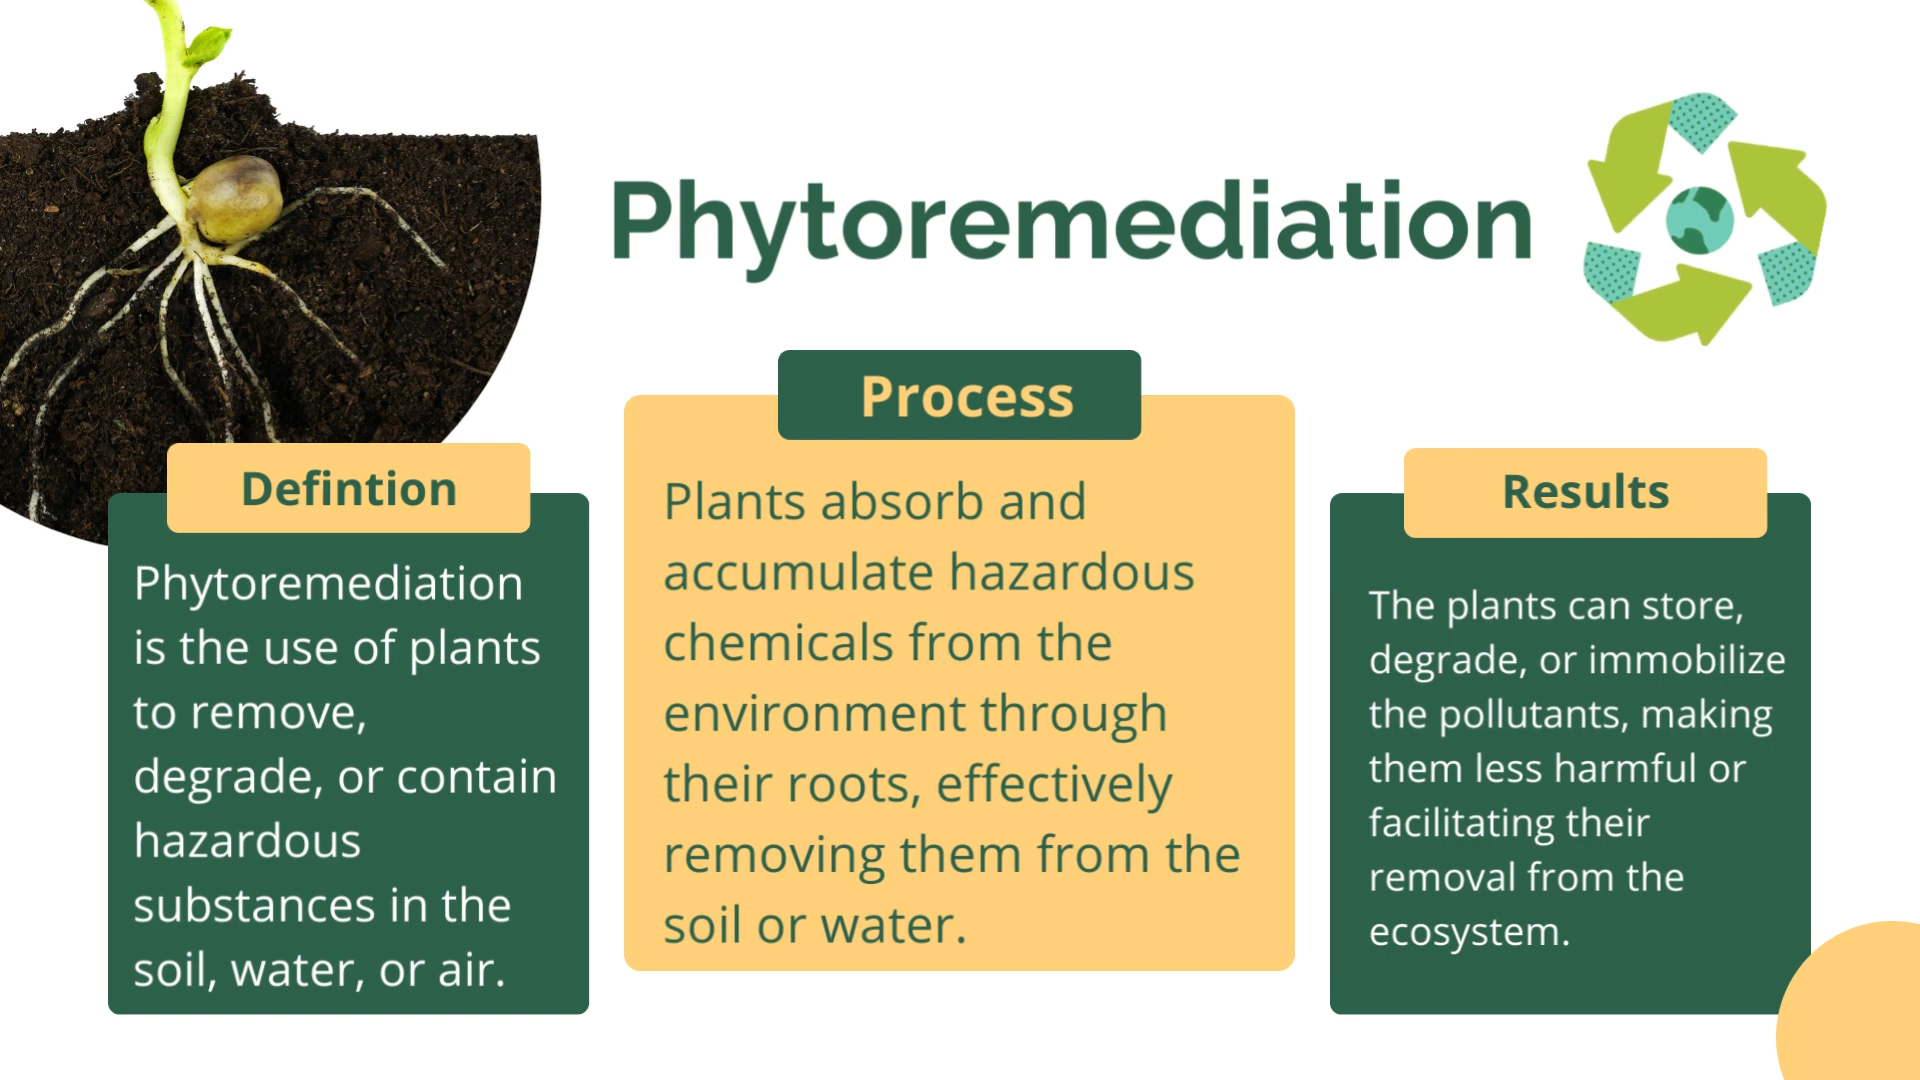 Phytoremediation
Defintion
Phytoremediation
is the use of plants
to remove,
degrade, or contain
hazardous
substances in the
soil, water, or air.
Process
Plants absorb and
accumulate hazardous
chemicals from the
environment through
their roots, effectively
removing them from the
soil or water.
Results
The plants can store,
degrade, or immobilize
the pollutants, making
them less harmful or
facilitating their
removal from the
ecosystem.